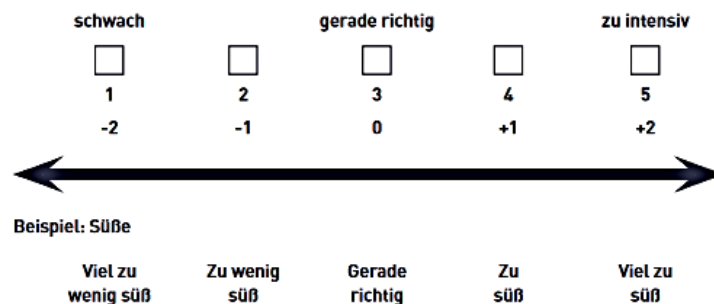 schwach gerade richtig zu intensiv
1 2 3 4 5
-2 -1 0 +1 +2
Beispiel: Süße
Viel zu Zu wenig Gerade Zu Viel zu
wenig süß süß richtig süß süß